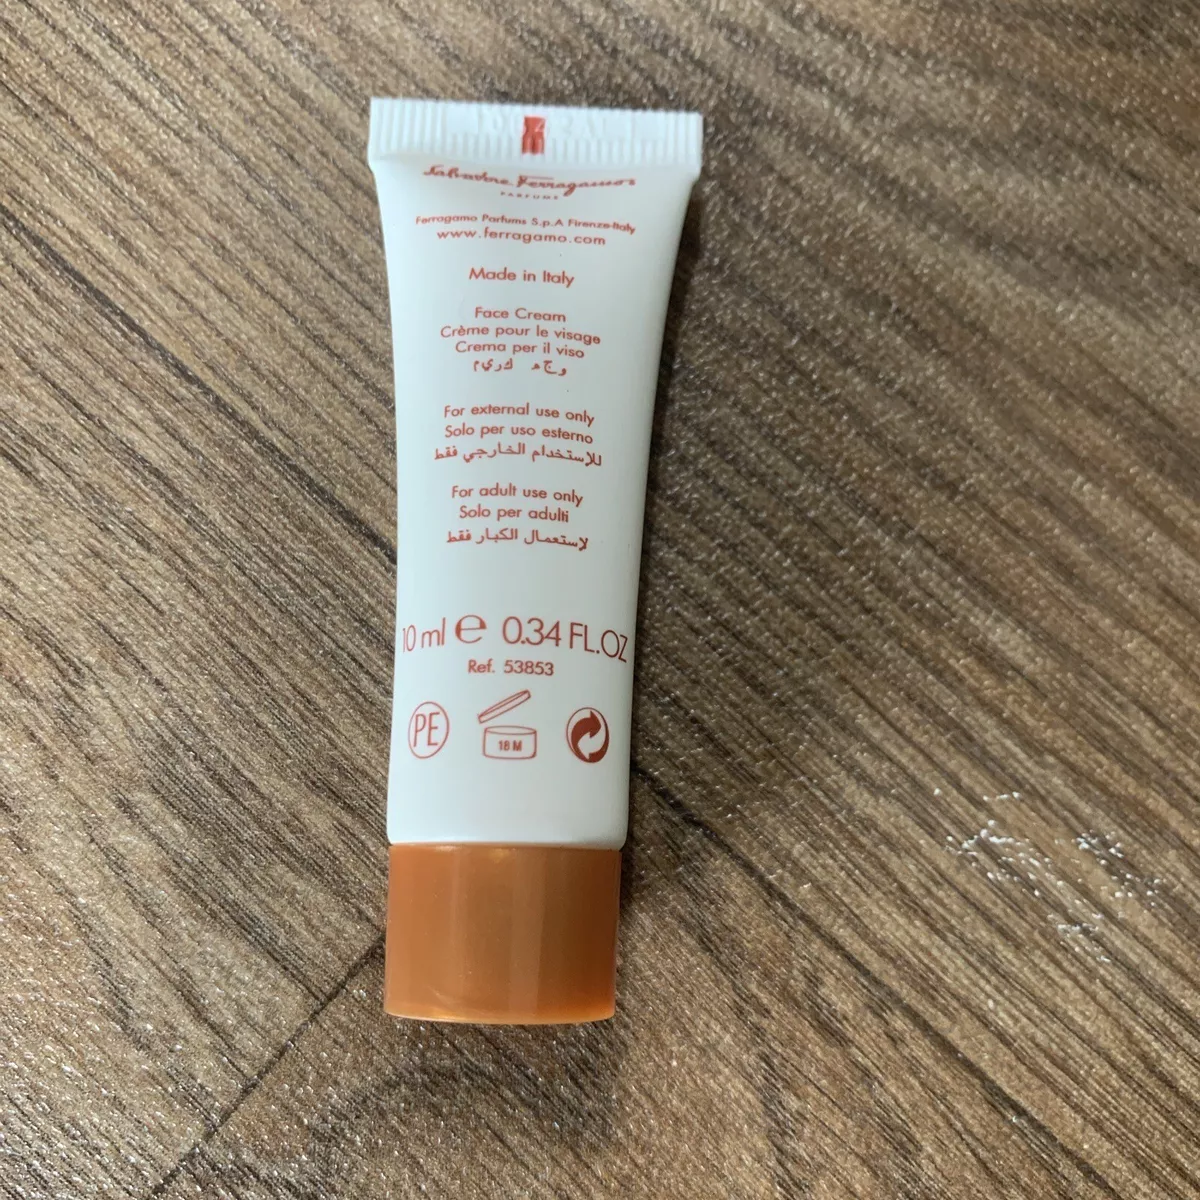 Salvatore Ferragamo
PARFUMS
Ferragamo Parfums S.p.A Firenze-Italy
www.ferragamo.com
Made in Italy
Face Cream
Crème pour le visage
Crema per il viso
وجه كريم
For external use only
Solo per uso esterno
للإستخدام الخارجي فقط
For adult use only
Solo per adulti
لإستعمال الكبار فقط
10 ml e 0.34 FL.OZ
Ref. 53853
PE
18 M